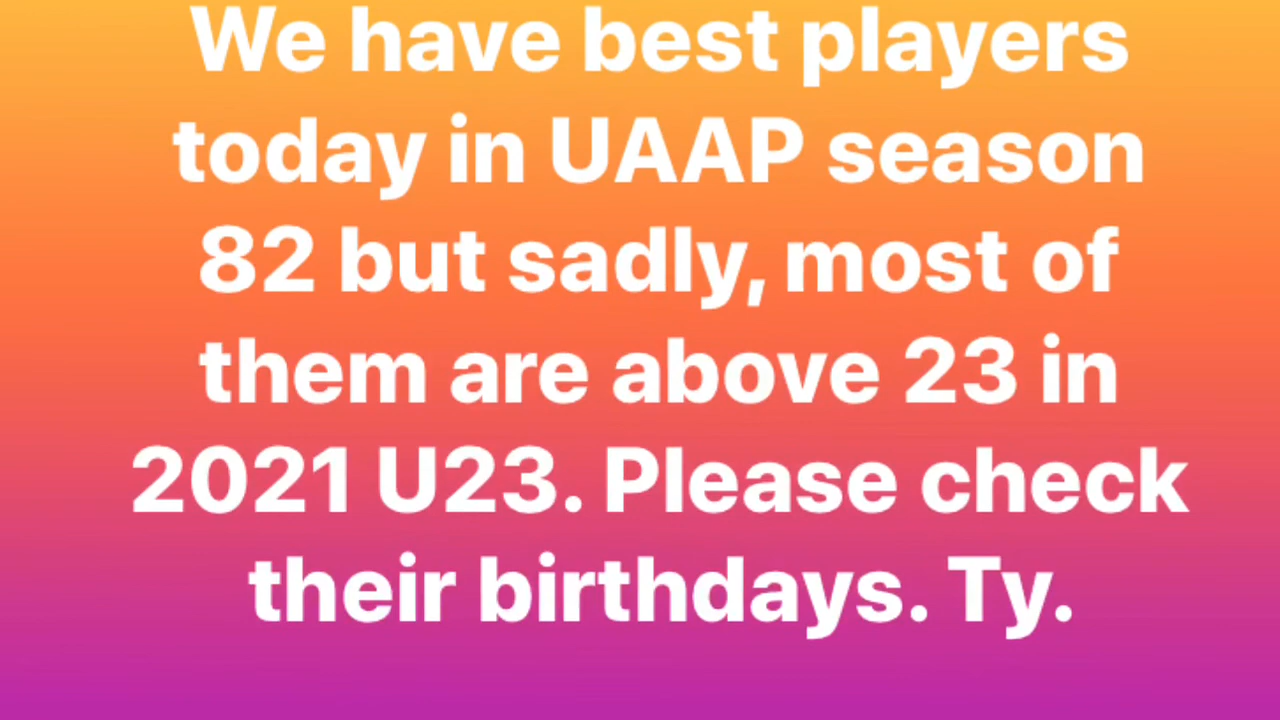 We have best players
today in UAAP season
82 but sadly, most of
them are above 23 in
2021 U23. Please check
their birthdays. Ty.